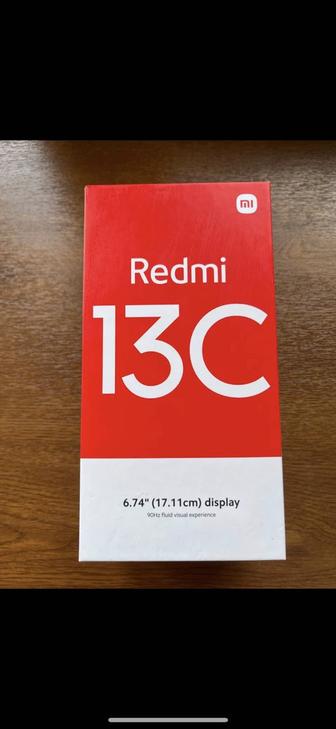 mi
Redmi
13C
6.74" (17.11cm) display
90Hz fluid visual experience